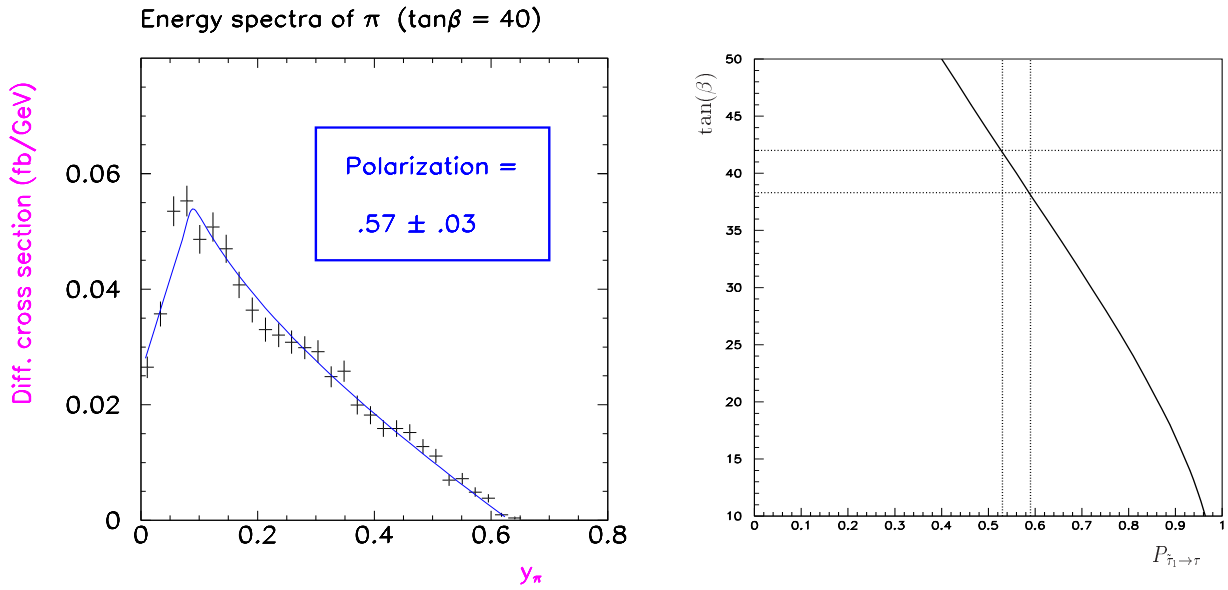 Energy spectra of π (tanβ = 40)
Diff. cross section (fb/GeV)
0.06
0.04
0.02
0
Polarization =
.57 ± .03
0 0.2 0.4 0.6 0.8
y_π
tan(β)
50
45
40
35
30
25
20
15
10
0 0.1 0.2 0.3 0.4 0.5 0.6 0.7 0.8 0.9 1
P_{τ̃₁→τ}